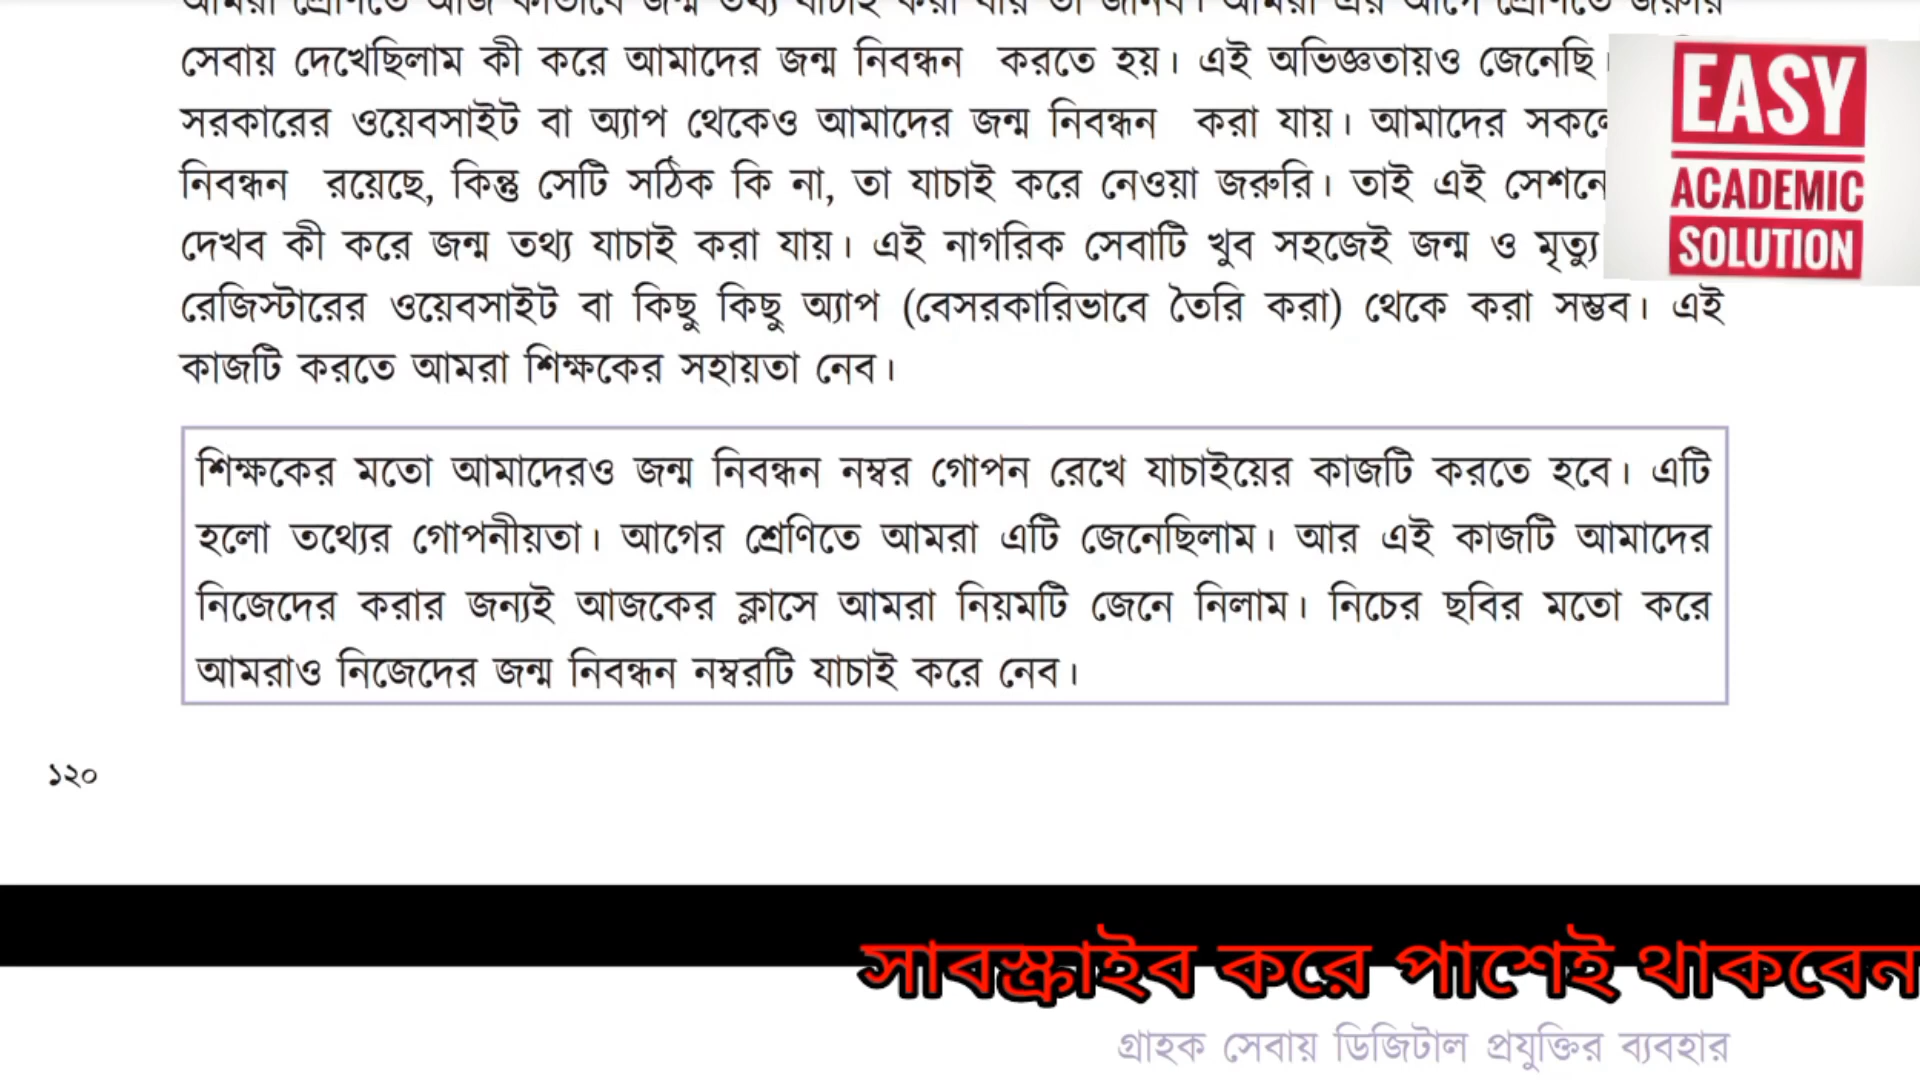 সেবায় দেখেছিলাম কী করে আমাদের জন্ম নিবন্ধন করতে হয়। এই অভিজ্ঞতায়ও জেনেছি।
সরকারের ওয়েবসাইট বা অ্যাপ থেকেও আমাদের জন্ম নিবন্ধন করা যায়। আমাদের
নিবন্ধন রয়েছে, কিন্তু সেটি সঠিক কি না, তা যাচাই করে নেওয়া জরুরি। তাই এই
দেখব কী করে জন্ম তথ্য যাচাই করা যায়। এই নাগরিক সেবাটি খুব সহজেই জন্ম ও মৃত্যু
রেজিস্টারের ওয়েবসাইট বা কিছু কিছু অ্যাপ (বেসরকারিভাবে তৈরি করা) থেকে করা সম্ভব। এই
কাজটি করতে আমরা শিক্ষকের সহায়তা নেব।
EASY
ACADEMIC
SOLUTION
শিক্ষকের মতো আমাদেরও জন্ম নিবন্ধন নম্বর গোপন রেখে যাচাইয়ের কাজটি করতে হবে। এটি
হলো তথ্যের গোপনীয়তা। আগের শ্রেণিতে আমরা এটি জেনেছিলাম। আর এই কাজটি আমাদের
নিজেদের করার জন্যই আজকের ক্লাসে আমরা নিয়মটি জেনে নিলাম। নিচের ছবির মতো করে
আমরাও নিজেদের জন্ম নিবন্ধন নম্বরটি যাচাই করে নেব।
১২০
সাবস্ক্রাইব করে পাশেই থাকবেন
গ্রাহক সেবায় ডিজিটাল প্রযুক্তির ব্যবহার